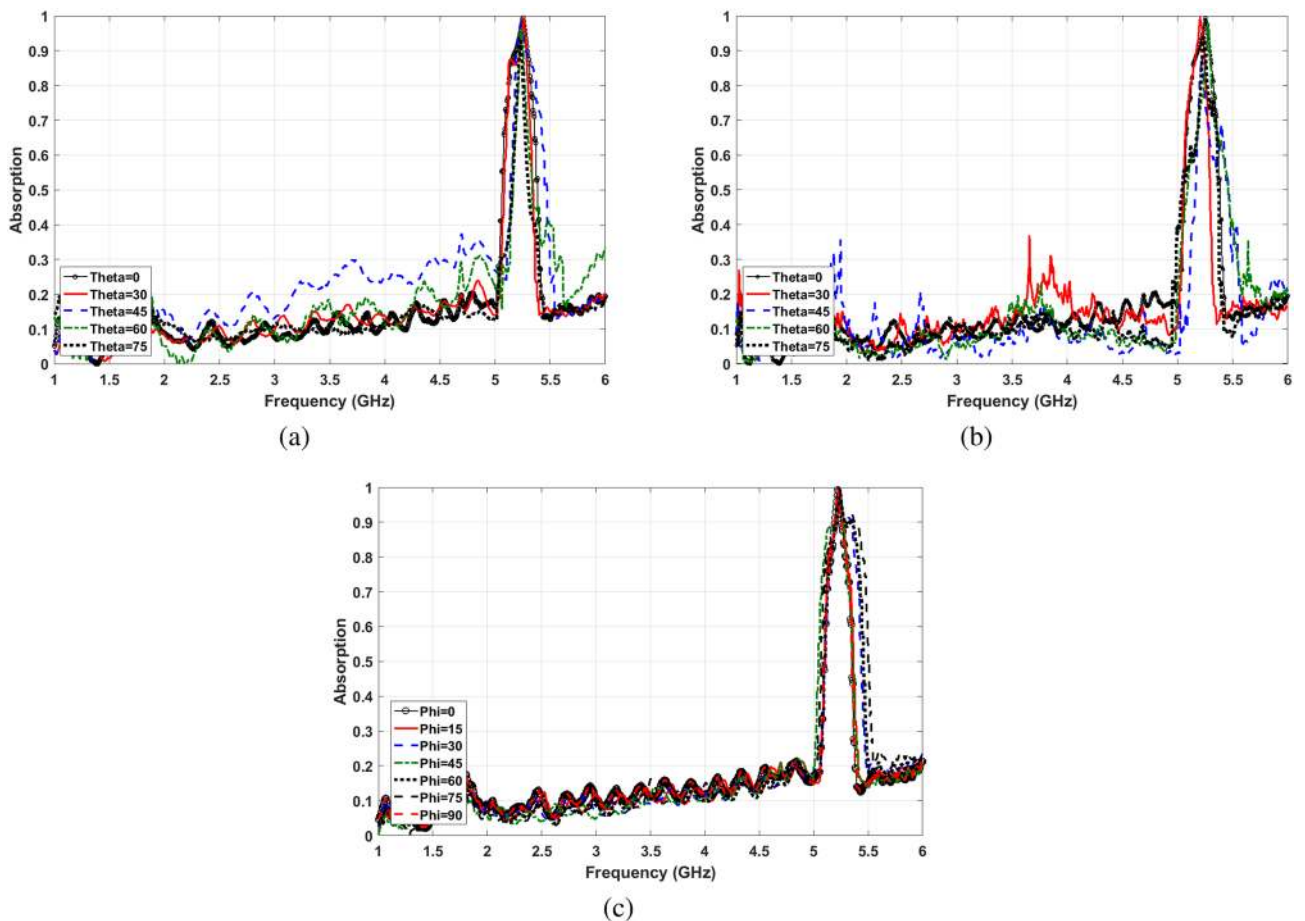 1
0.9
0.8
0.7
0.6
0.5
0.4
0.3
0.2
0.1
0
Absorption
Theta=0
Theta=30
Theta=45
Theta=60
Theta=75
1 1.5 2 2.5 3 3.5 4 4.5 5 5.5 6
Frequency (GHz)
(a)
1
0.9
0.8
0.7
0.6
0.5
0.4
0.3
0.2
0.1
0
Absorption
Theta=0
Theta=30
Theta=45
Theta=60
Theta=75
1 1.5 2 2.5 3 3.5 4 4.5 5 5.5 6
Frequency (GHz)
(b)
1
0.9
0.8
0.7
0.6
0.5
0.4
0.3
0.2
0.1
0
Absorption
Phi=0
Phi=15
Phi=30
Phi=45
Phi=60
Phi=75
Phi=90
1 1.5 2 2.5 3 3.5 4 4.5 5 5.5 6
Frequency (GHz)
(c)